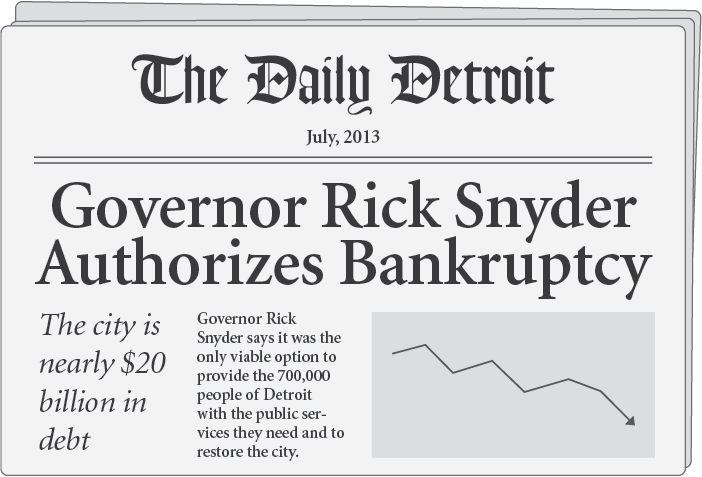 The Daily Detroit
July, 2013
Governor Rick Snyder
Authorizes Bankruptcy
The city is
nearly $20
billion in
debt
Governor Rick
Snyder says it was the
only viable option to
provide the 700,000
people of Detroit
with the public ser-
vices they need and to
restore the city.